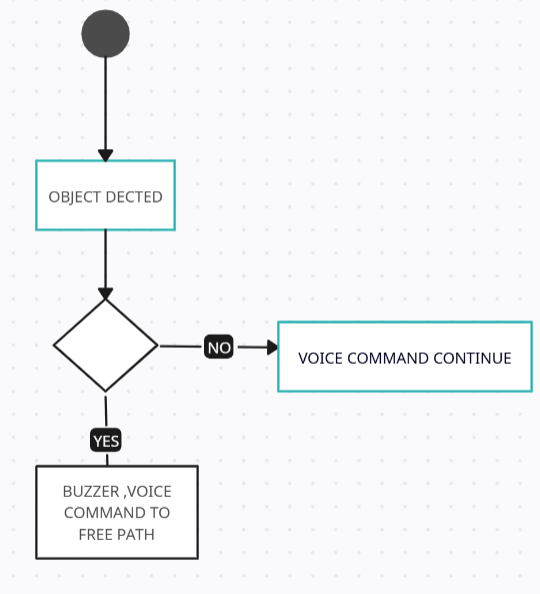 OBJECT DECTED
NO
VOICE COMMAND CONTINUE
YES
BUZZER ,VOICE
COMMAND TO
FREE PATH